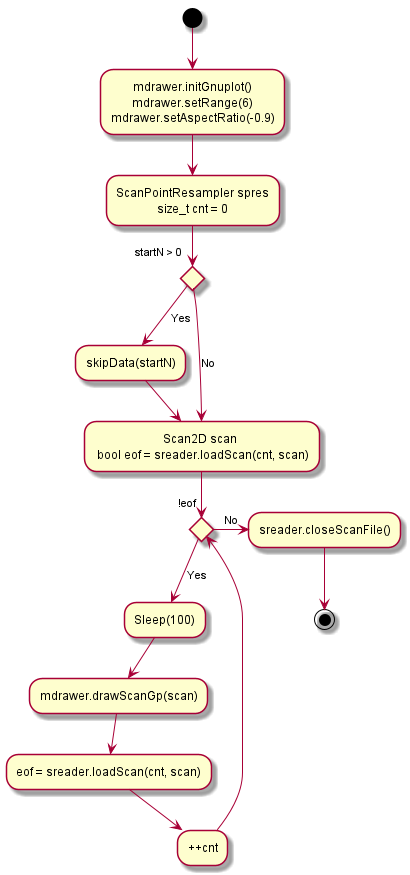 mdrawer.initGnuplot()
mdrawer.setRange(6)
mdrawer.setAspectRatio(-0.9)
ScanPointResampler spres
size_t cnt = 0
startN > 0
Yes
No
skipData(startN)
Scan2D scan
bool eof = sreader.loadScan(cnt, scan)
!eof
No
sreader.closeScanFile()
Yes
Sleep(100)
mdrawer.drawScanGp(scan)
eof = sreader.loadScan(cnt, scan)
++cnt